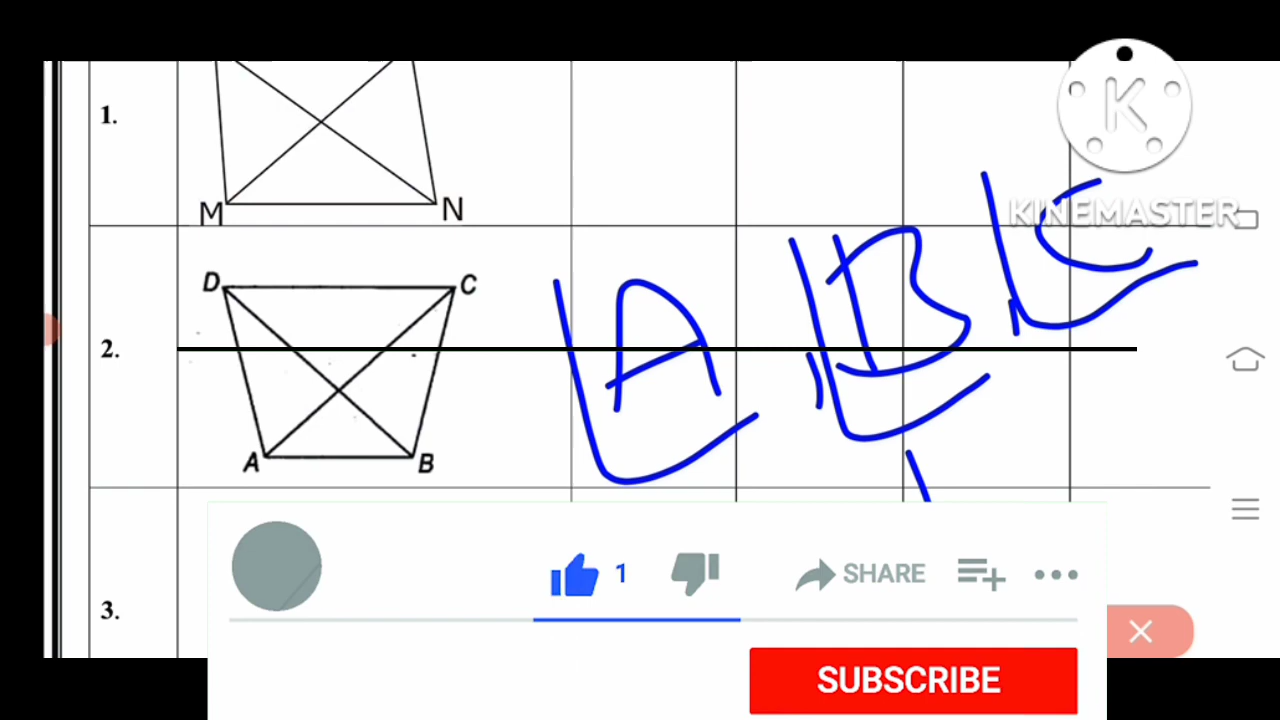 1.
K
KINEMASTER
M
N
D
C
∠A ∠B ∠C
2.
A
B
1
SHARE
3.
SUBSCRIBE